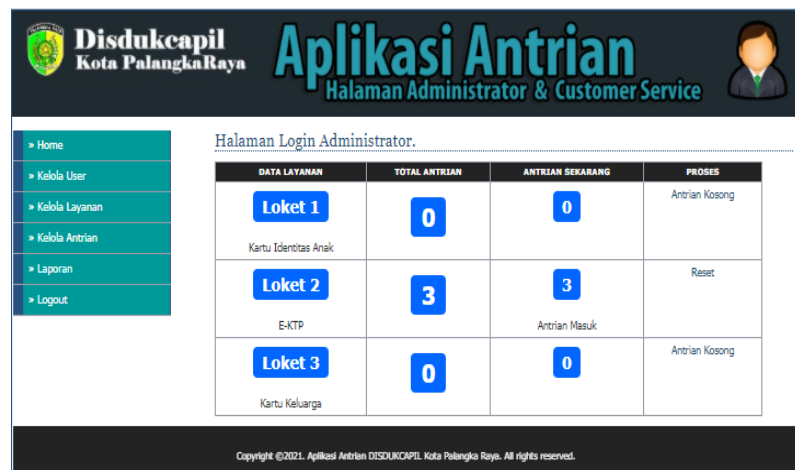 Disdukcapil
Kota PalangkaRaya
Aplikasi Antrian
Halaman Administrator & Customer Service
» Home
» Kelola User
» Kelola Layanan
» Kelola Antrian
» Laporan
» Logout
Halaman Login Administrator.
DATA LAYANAN TOTAL ANTRIAN ANTRIAN SEKARANG PROSES
Loket 1 0 0 Antrian Kosong
Kartu Identitas Anak
Loket 2 3 3 Reset
E-KTP Antrian Masuk
Loket 3 0 0 Antrian Kosong
Kartu Keluarga
Copyright ©2021. Aplikasi Antrian DISDUKCAPIL Kota Palangka Raya. All rights reserved.